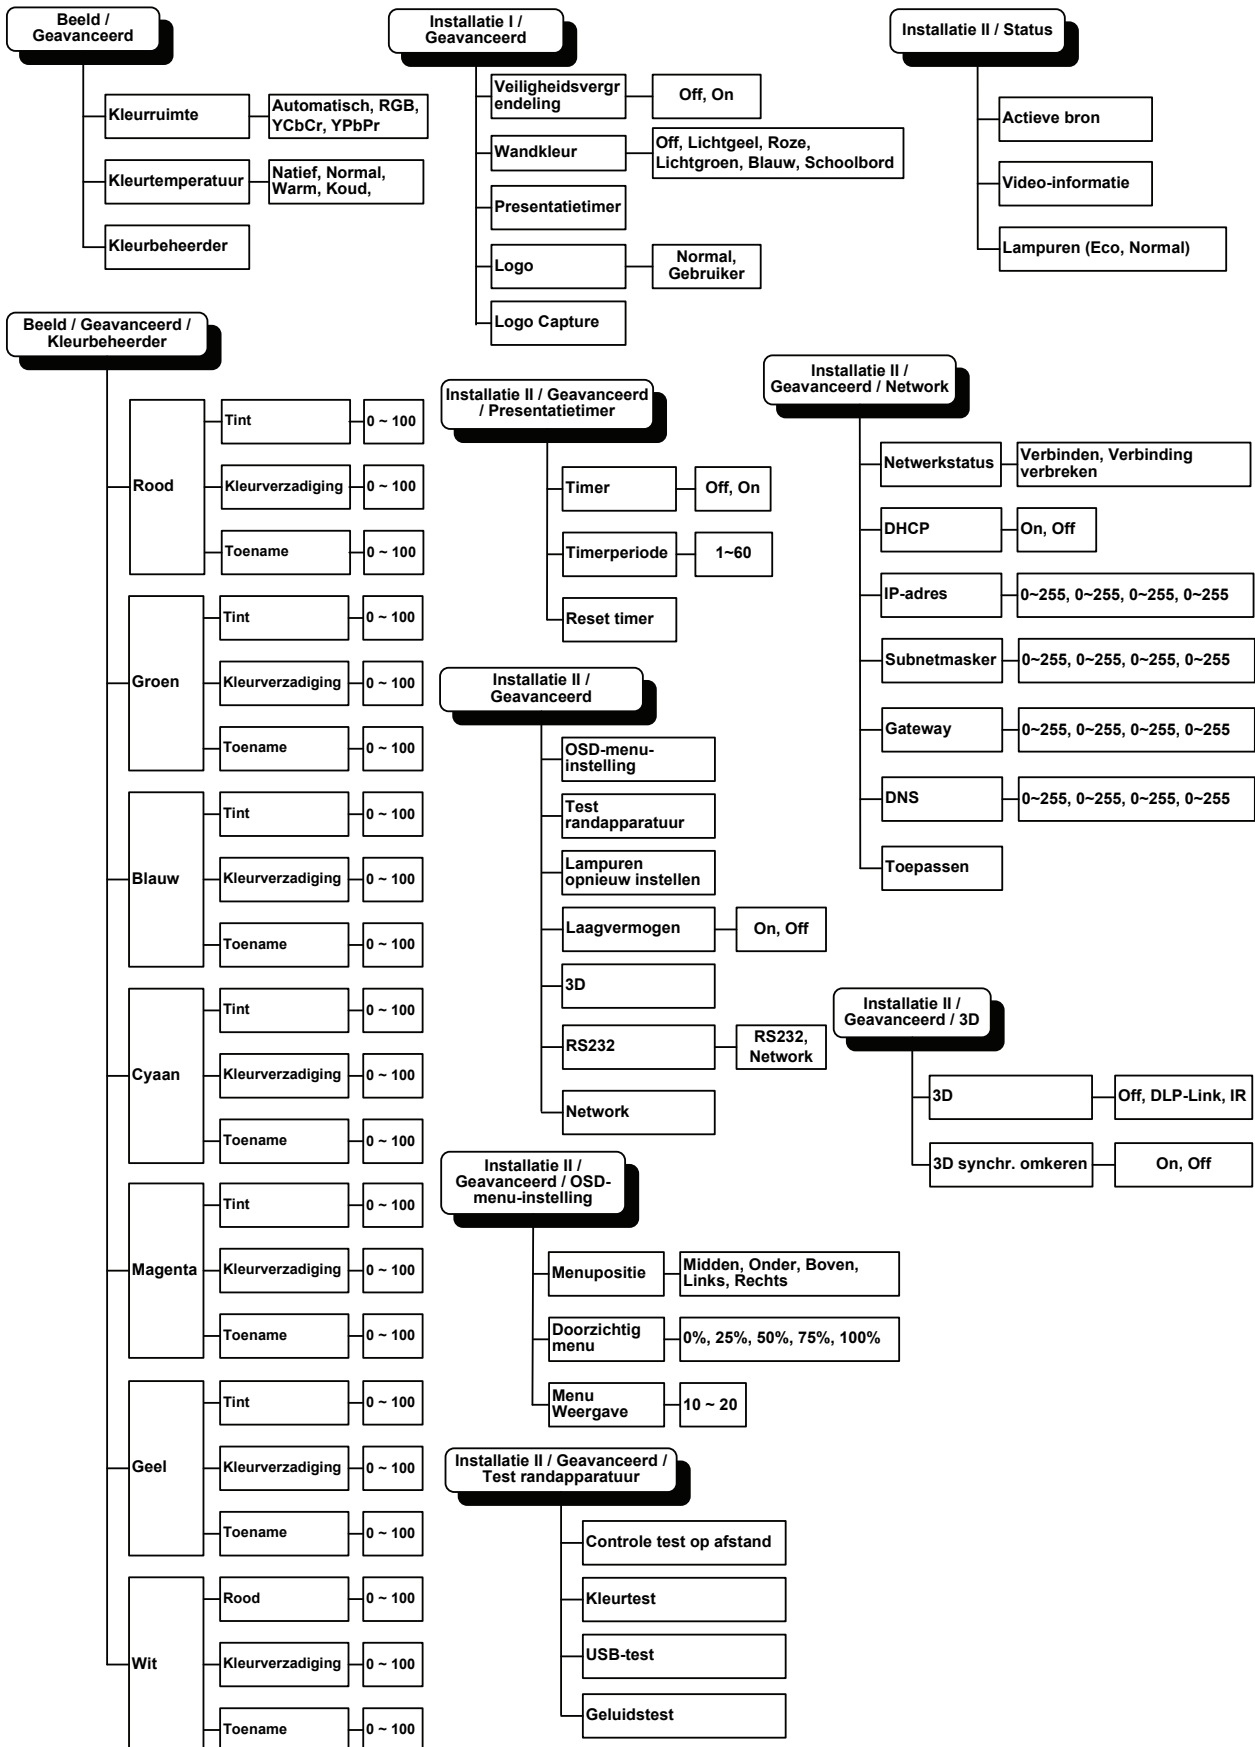 Beeld /
Geavanceerd
Kleurruimte
Automatisch, RGB,
YCbCr, YPbPr
Kleurtemperatuur
Natief, Normal,
Warm, Koud,
Kleurbeheerder
Installatie I /
Geavanceerd
Veiligheidsvergr
endeling
Off, On
Wandkleur
Off, Lichtgeel, Roze,
Lichtgroen, Blauw, Schoolbord
Presentatietimer
Logo
Normal,
Gebruiker
Logo Capture
Installatie II / Status
Actieve bron
Video-informatie
Lampuren (Eco, Normal)
Beeld / Geavanceerd /
Kleurbeheerder
Rood
Tint
0 ~ 100
Kleurverzadiging
0 ~ 100
Toename
0 ~ 100
Groen
Tint
0 ~ 100
Kleurverzadiging
0 ~ 100
Toename
0 ~ 100
Blauw
Tint
0 ~ 100
Kleurverzadiging
0 ~ 100
Toename
0 ~ 100
Cyaan
Tint
0 ~ 100
Kleurverzadiging
0 ~ 100
Toename
0 ~ 100
Magenta
Tint
0 ~ 100
Kleurverzadiging
0 ~ 100
Toename
0 ~ 100
Geel
Tint
0 ~ 100
Kleurverzadiging
0 ~ 100
Toename
0 ~ 100
Wit
Rood
0 ~ 100
Kleurverzadiging
0 ~ 100
Toename
0 ~ 100
Installatie II / Geavanceerd
/ Presentatietimer
Timer
Off, On
Timerperiode
1~60
Reset timer
Installatie II /
Geavanceerd
OSD-menu-
instelling
Test
randapparatuur
Lampuren
opnieuw instellen
Laagvermogen
On, Off
3D
RS232
RS232,
Network
Network
Installatie II /
Geavanceerd / OSD-
menu-instelling
Menupositie
Midden, Onder, Boven,
Links, Rechts
Doorzichtig
menu
0%, 25%, 50%, 75%, 100%
Menu
Weergave
10 ~ 20
Installatie II / Geavanceerd /
Test randapparatuur
Controle test op afstand
Kleurtest
USB-test
Geluidstest
Installatie II /
Geavanceerd / Network
Netwerkstatus
Verbinden, Verbinding
verbreken
DHCP
On, Off
IP-adres
0~255, 0~255, 0~255, 0~255
Subnetmasker
0~255, 0~255, 0~255, 0~255
Gateway
0~255, 0~255, 0~255, 0~255
DNS
0~255, 0~255, 0~255, 0~255
Toepassen
Installatie II /
Geavanceerd / 3D
3D
Off, DLP-Link, IR
3D synchr. omkeren
On, Off